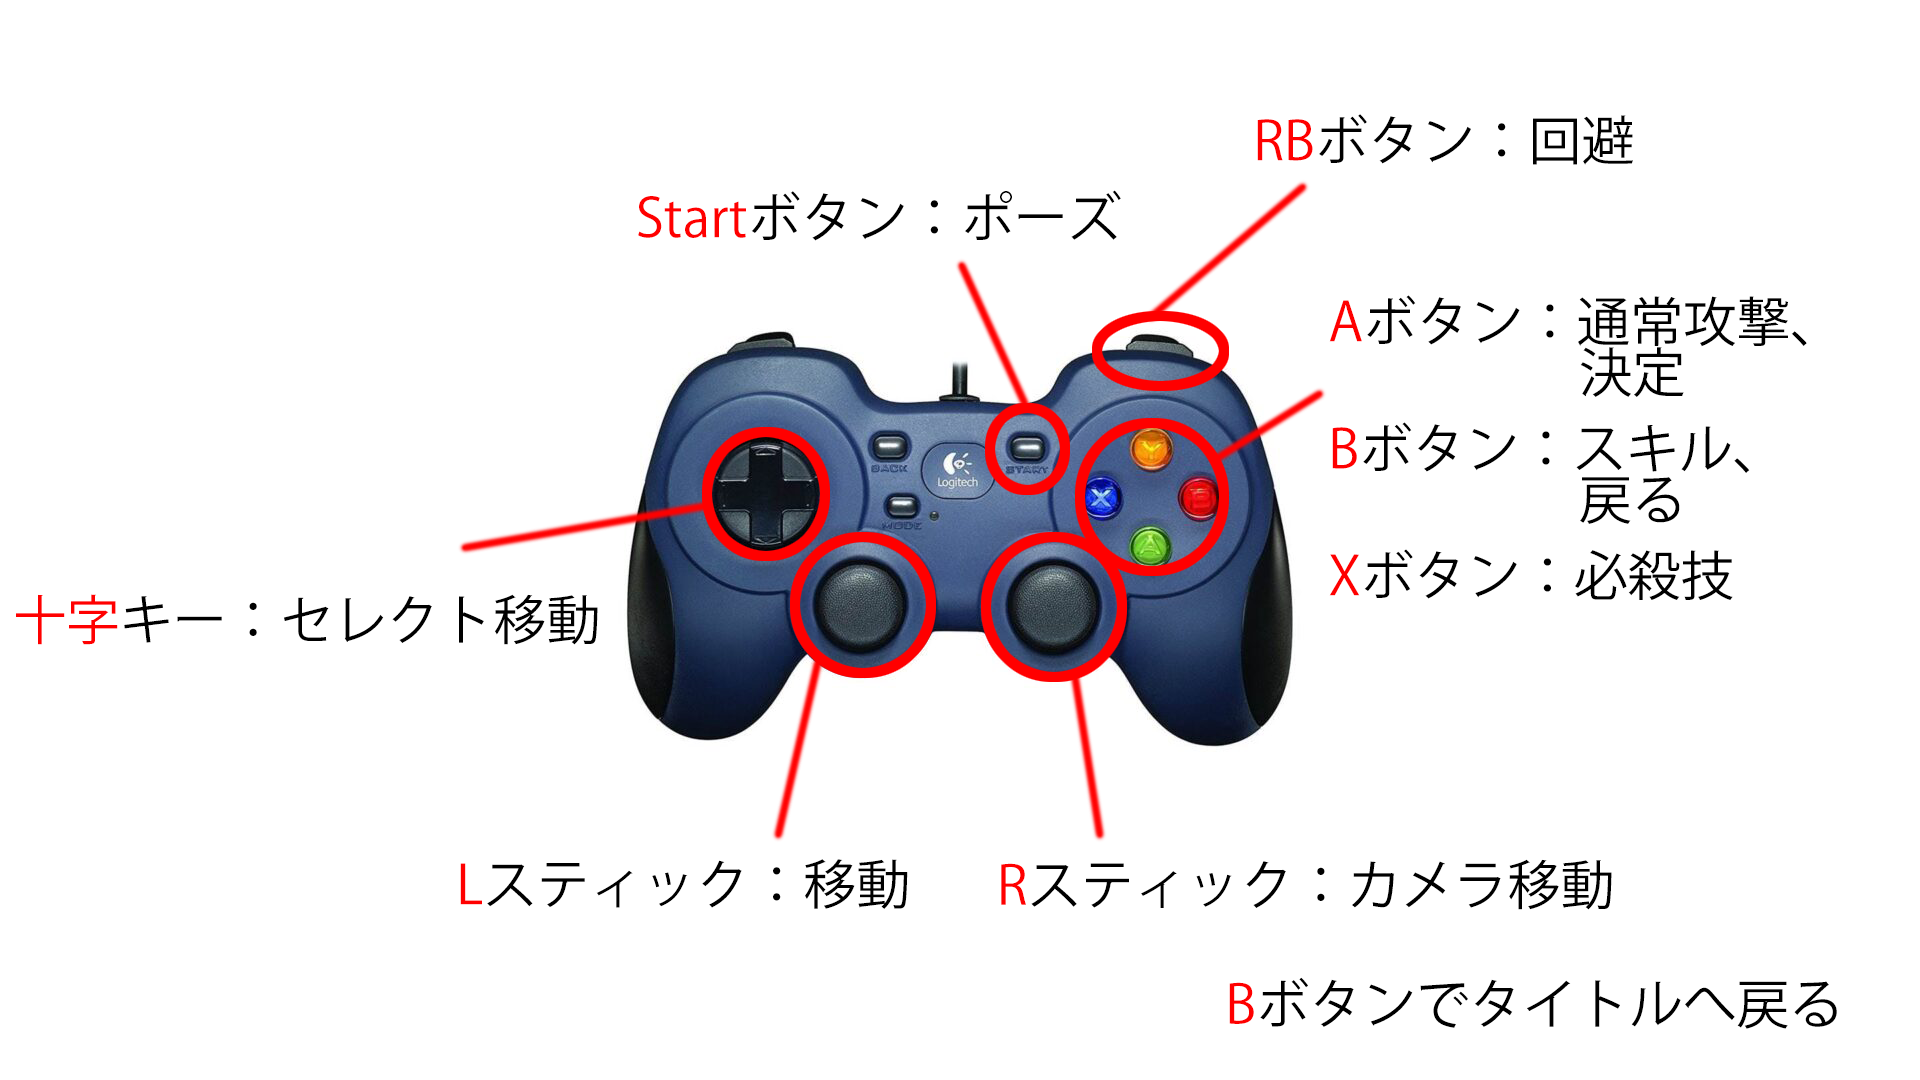 RBボタン：回避
Startボタン：ポーズ
Aボタン：通常攻撃、
決定
Bボタン：スキル、
戻る
Xボタン：必殺技
BACK
START
Logitech
MODE
Y
X
B
A
十字キー：セレクト移動
Lスティック：移動
Rスティック：カメラ移動
Bボタンでタイトルへ戻る